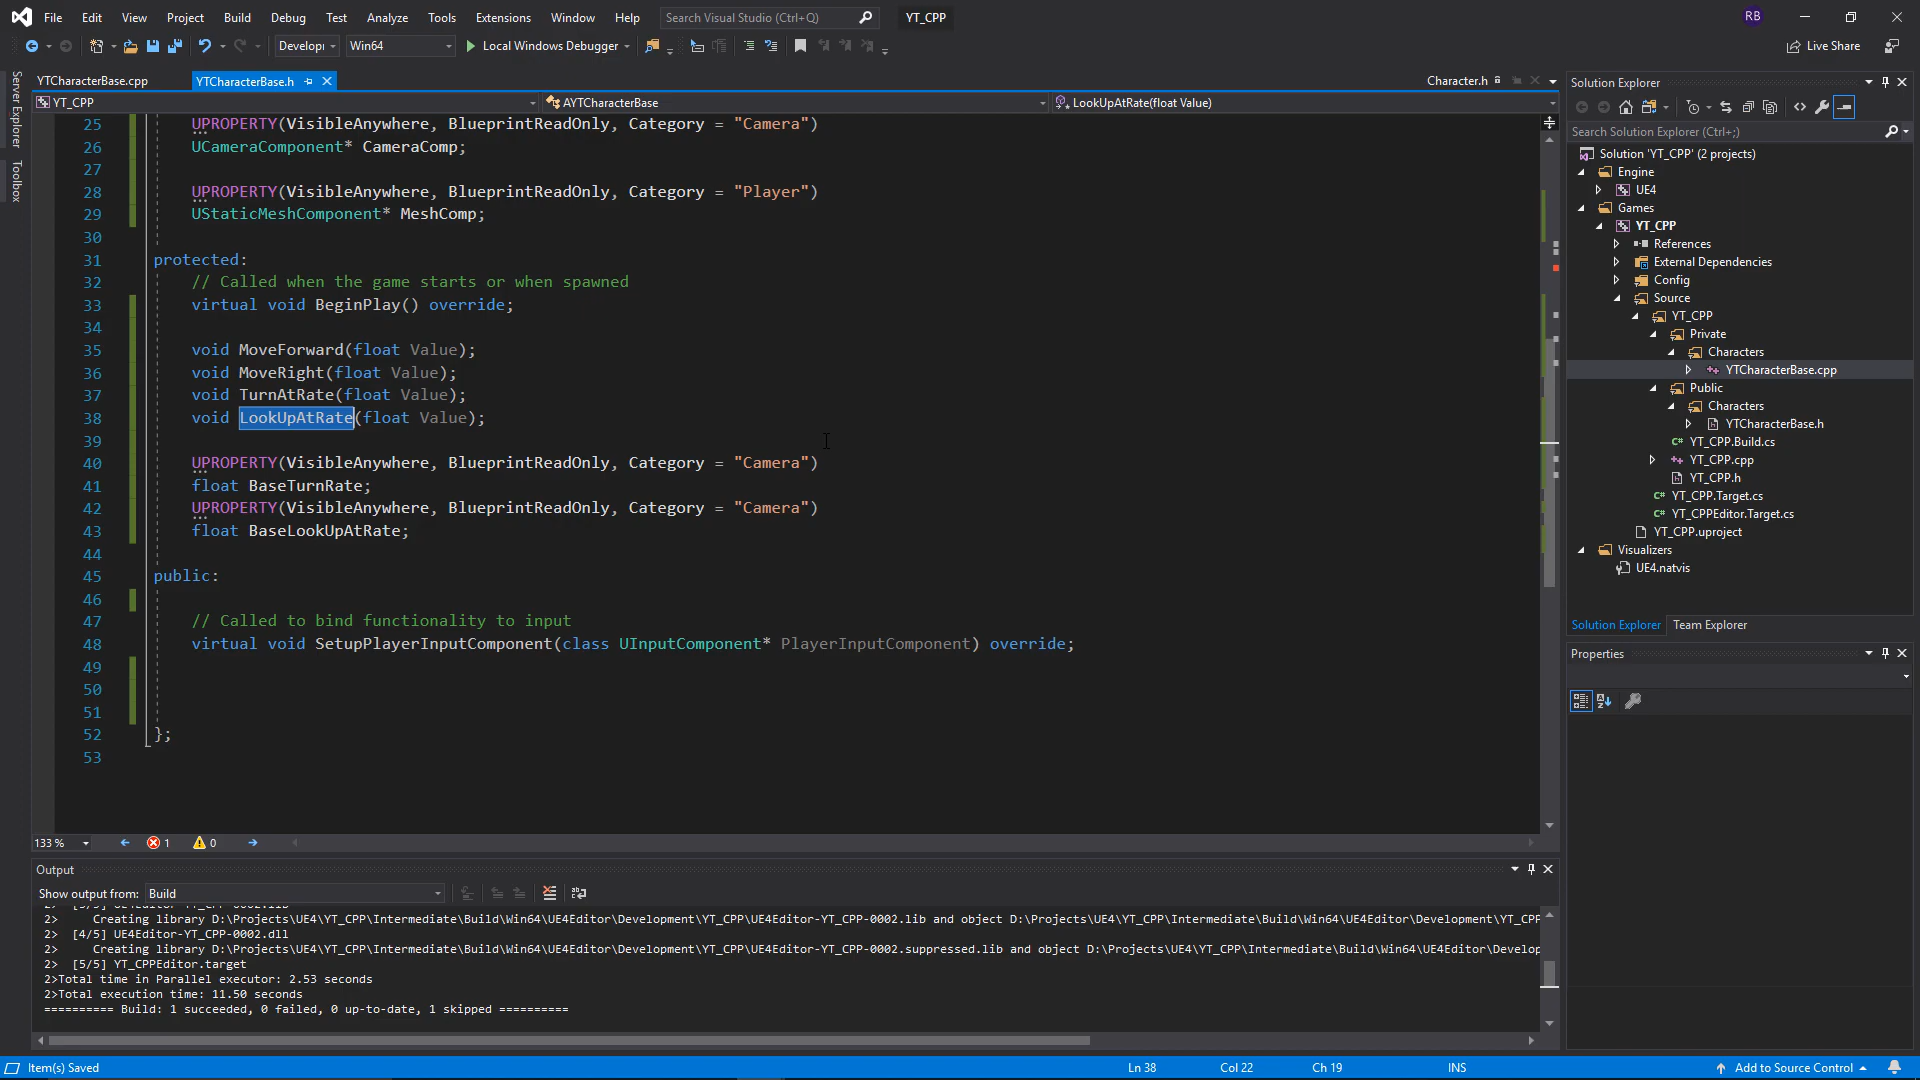 File Edit View Project Build Debug Test Analyze Tools Extensions Window Help Search Visual Studio (Ctrl+Q) YT_CPP RB
Developr Win64 Local Windows Debugger Live Share
Server Explorer
Toolbox
YTCharacterBase.cpp YTCharacterBase.h Character.h
YT_CPP AYTCharacterBase LookUpAtRate(float Value)
25 UPROPERTY(VisibleAnywhere, BlueprintReadOnly, Category = "Camera")
26 UCameraComponent* CameraComp;
27
28 UPROPERTY(VisibleAnywhere, BlueprintReadOnly, Category = "Player")
29 UStaticMeshComponent* MeshComp;
30
31 protected:
32 // Called when the game starts or when spawned
33 virtual void BeginPlay() override;
34
35 void MoveForward(float Value);
36 void MoveRight(float Value);
37 void TurnAtRate(float Value);
38 void LookUpAtRate(float Value);
39
40 UPROPERTY(VisibleAnywhere, BlueprintReadOnly, Category = "Camera")
41 float BaseTurnRate;
42 UPROPERTY(VisibleAnywhere, BlueprintReadOnly, Category = "Camera")
43 float BaseLookUpAtRate;
44
45 public:
46
47 // Called to bind functionality to input
48 virtual void SetupPlayerInputComponent(class UInputComponent* PlayerInputComponent) override;
49
50
51
52 };
53
133 % 1 0
Output
Show output from: Build
2> Creating library D:\Projects\UE4\YT_CPP\Intermediate\Build\Win64\UE4Editor\Development\YT_CPP\UE4Editor-YT_CPP-0002.lib and object D:\Projects\UE4\YT_CPP\Intermediate\Build\Win64\UE4Editor\Development\YT_CPP
2> [4/5] UE4Editor-YT_CPP-0002.dll
2> Creating library D:\Projects\UE4\YT_CPP\Intermediate\Build\Win64\UE4Editor\Development\YT_CPP\UE4Editor-YT_CPP-0002.suppressed.lib and object D:\Projects\UE4\YT_CPP\Intermediate\Build\Win64\UE4Editor\Develop
2> [5/5] YT_CPPEditor.target
2>Total time in Parallel executor: 2.53 seconds
2>Total execution time: 11.50 seconds
========== Build: 1 succeeded, 0 failed, 0 up-to-date, 1 skipped ==========
Solution Explorer
Search Solution Explorer (Ctrl+;)
Solution 'YT_CPP' (2 projects)
Engine
UE4
Games
YT_CPP
References
External Dependencies
Config
Source
YT_CPP
Private
Characters
YTCharacterBase.cpp
Public
Characters
YTCharacterBase.h
YT_CPP.Build.cs
YT_CPP.cpp
YT_CPP.h
YT_CPP.Target.cs
YT_CPPEditor.Target.cs
YT_CPP.uproject
Visualizers
UE4.natvis
Solution Explorer Team Explorer
Properties
Item(s) Saved Ln 38 Col 22 Ch 19 INS Add to Source Control